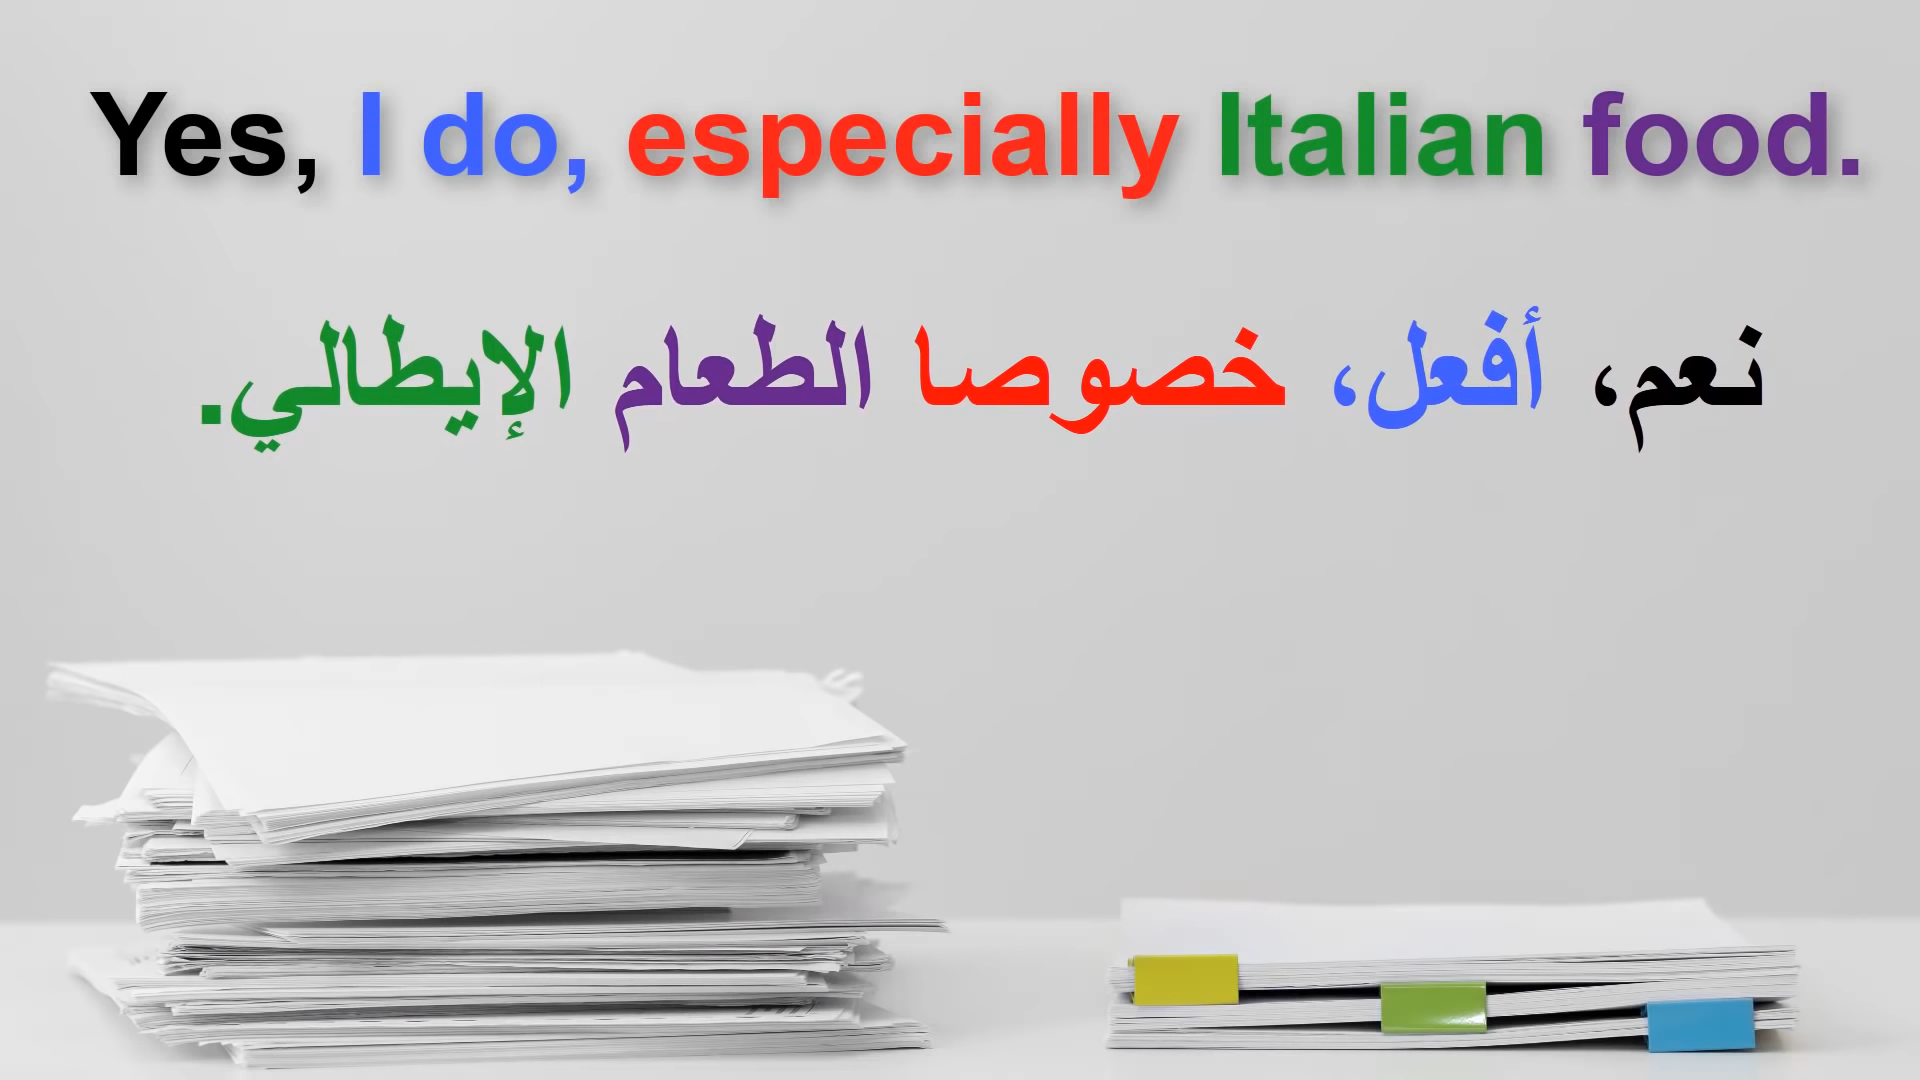 Yes, I do, especially Italian food.
نعم، أفعل، خصوصا الطعام الإيطالي.